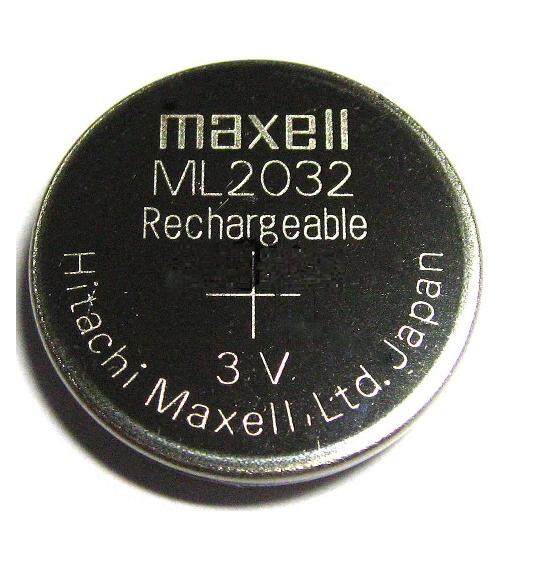 maxell
ML2032
Rechargeable
+
3 V
Hitachi Maxell, Ltd. Japan